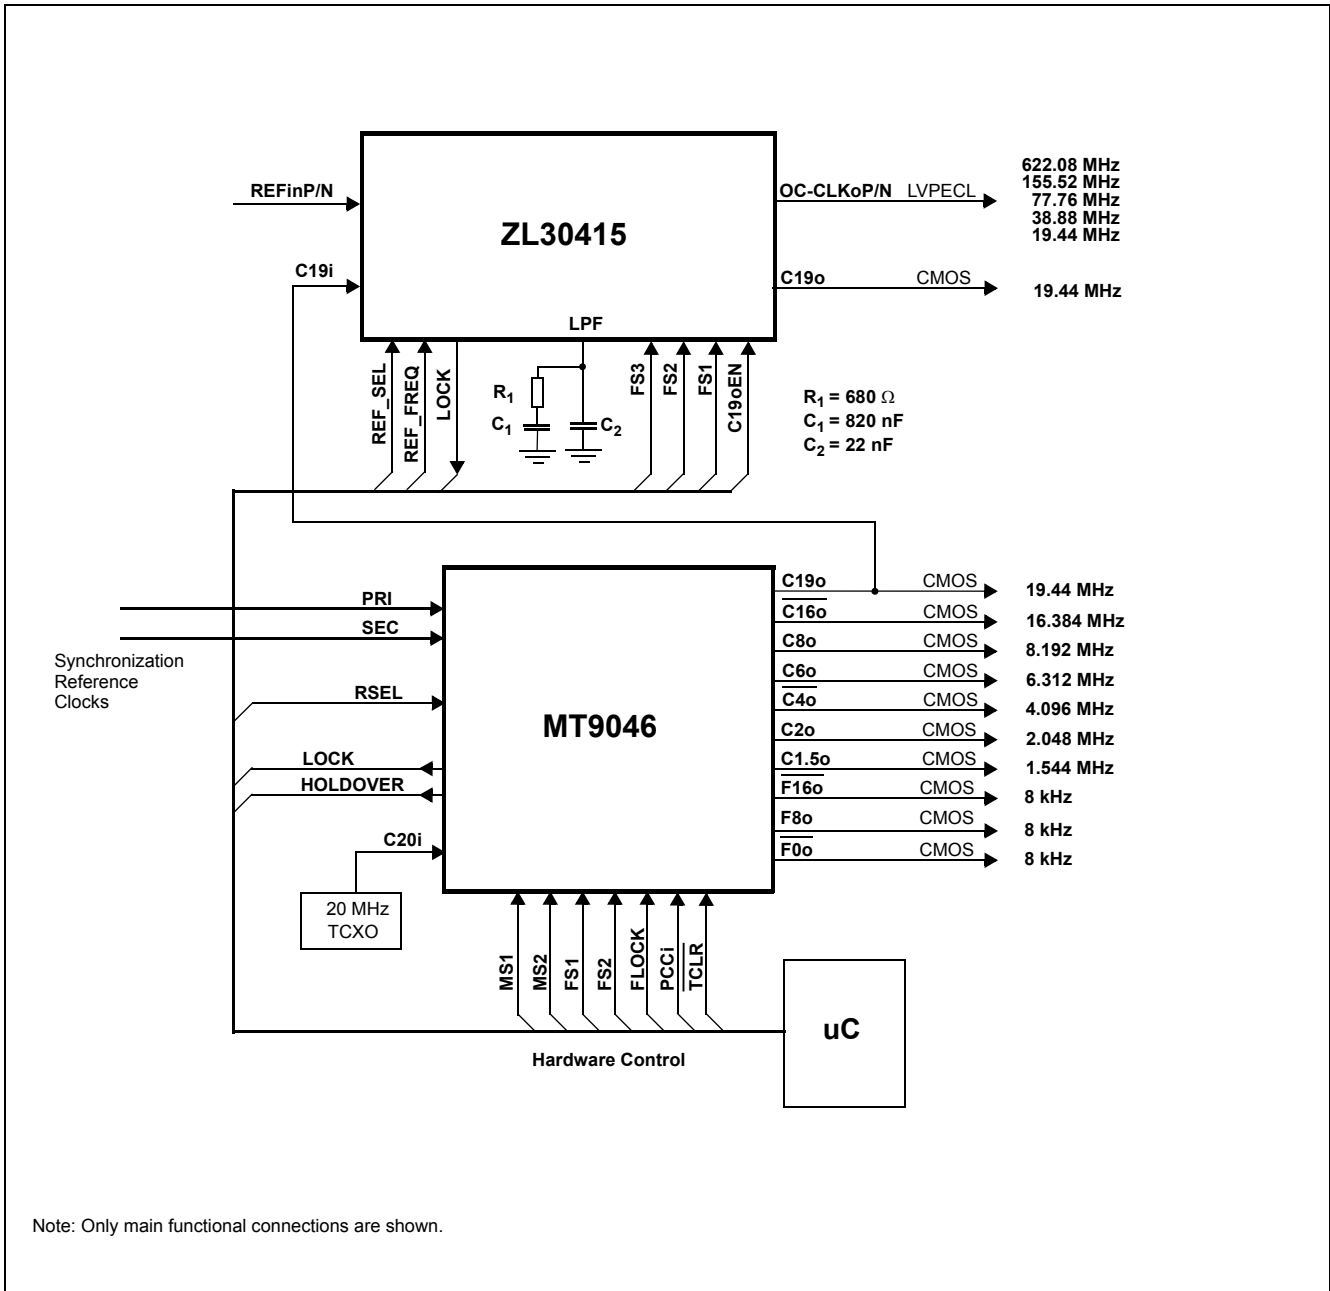 622.08 MHz
155.52 MHz
77.76 MHz
38.88 MHz
19.44 MHz
REFinP/N
OC-CLKoP/N LVPECL
ZL30415
C19i
C19o CMOS
19.44 MHz
LPF
REF_SEL
REF_FREQ
LOCK
R1
C1
C2
FS3
FS2
FS1
C19oEN
R1 = 680 Ω
C1 = 820 nF
C2 = 22 nF
C19o CMOS 19.44 MHz
PRI
C16o CMOS 16.384 MHz
SEC
C8o CMOS 8.192 MHz
Synchronization
Reference
Clocks
C6o CMOS 6.312 MHz
RSEL
C4o CMOS 4.096 MHz
MT9046
C2o CMOS 2.048 MHz
LOCK
C1.5o CMOS 1.544 MHz
HOLDOVER
F16o CMOS 8 kHz
F8o CMOS 8 kHz
C20i
F0o CMOS 8 kHz
20 MHz
TCXO
MS1
MS2
FS1
FS2
FLOCK
PCCi
TCLR
uC
Hardware Control
Note: Only main functional connections are shown.